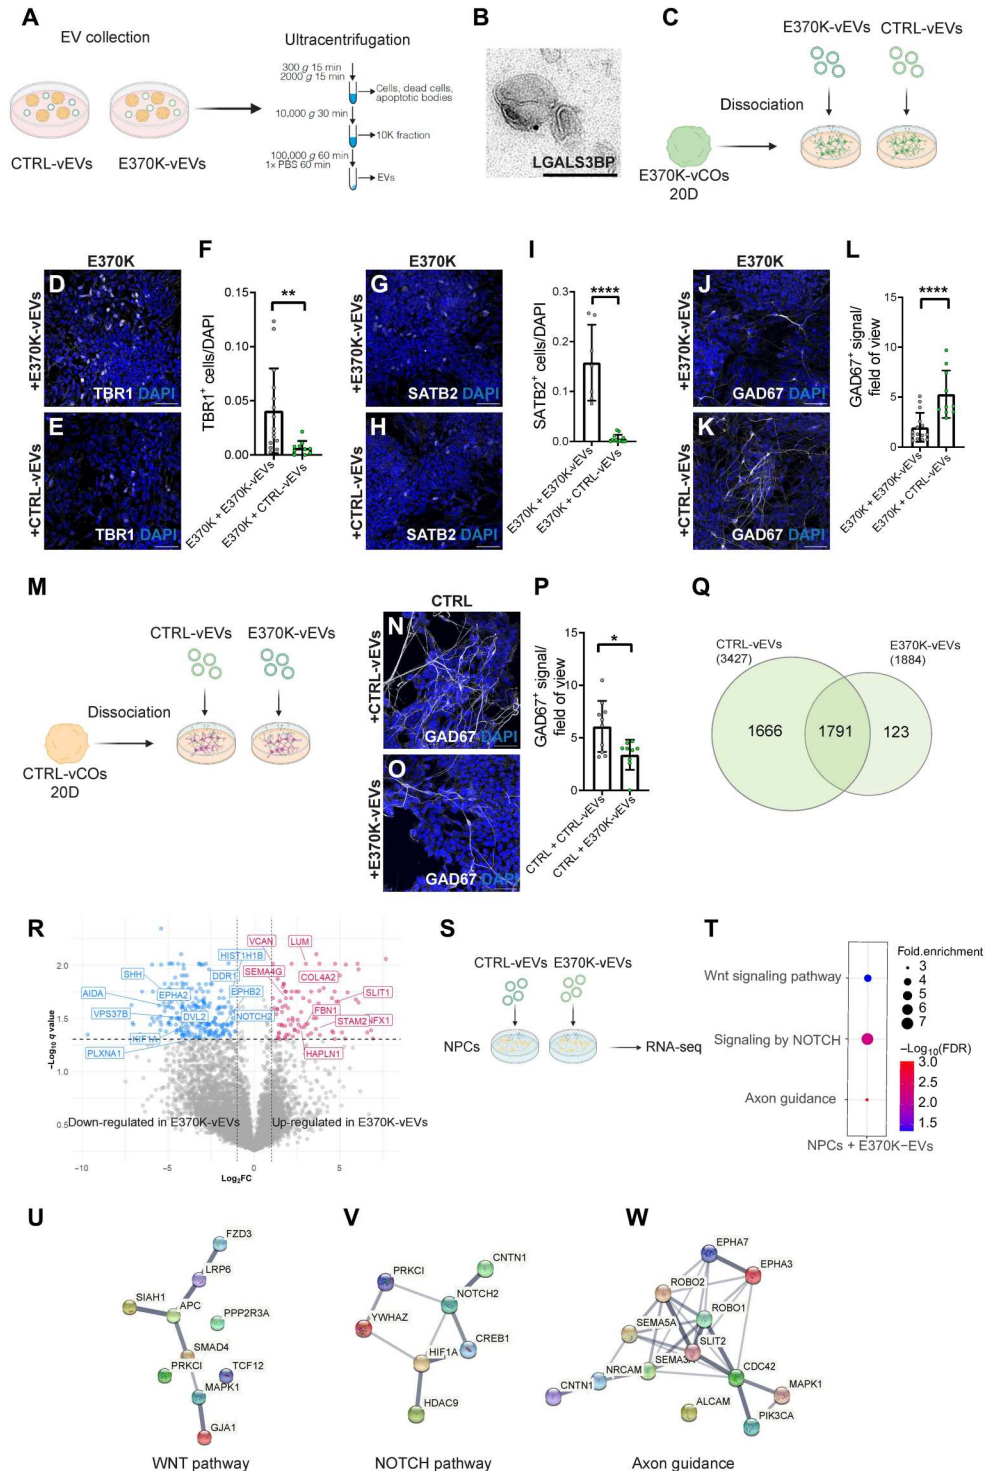 A
EV collection
CTRL-vEVs
E370K-vEVs
Ultracentrifugation
300 g 15 min
2000 g 15 min
Cells, dead cells,
apoptotic bodies
10,000 g 30 min
10K fraction
100,000 g 60 min
1x PBS 60 min
EVs
B
LGALS3BP
C
E370K-vEVs
CTRL-vEVs
Dissociation
E370K-vCOs
20D
E370K
+E370K-vEVs
D
TBR1 DAPI
+CTRL-vEVs
E
TBR1 DAPI
F
TBR1+ cells/DAPI
0.15
0.10
0.05
0.00
**
E370K + E370K-vEVs
E370K + CTRL-vEVs
E370K
+E370K-vEVs
G
SATB2 DAPI
+CTRL-vEVs
H
SATB2 DAPI
I
SATB2+ cells/DAPI
0.3
0.2
0.1
0.0
****
E370K + E370K-vEVs
E370K + CTRL-vEVs
E370K
+E370K-vEVs
J
GAD67 DAPI
+CTRL-vEVs
K
GAD67 DAPI
L
GAD67+ signal/
field of view
15
10
5
0
****
E370K + E370K-vEVs
E370K + CTRL-vEVs
M
CTRL-vEVs
E370K-vEVs
Dissociation
CTRL-vCOs
20D
CTRL
+CTRL-vEVs
N
GAD67 DAPI
+E370K-vEVs
O
GAD67 DAPI
P
GAD67+ signal/
field of view
15
10
5
0
*
CTRL + CTRL-vEVs
CTRL + E370K-vEVs
Q
CTRL-vEVs
(3427)
E370K-vEVs
(1884)
1666
1791
123
R
−Log10 q value
2.0
1.5
1.0
0.5
VCAN
LUM
HIST1H1B
SHH
DDR1
SEMA4G
COL4A2
AIDA
EPHA2
EPHB2
SLIT1
VPS37B
DVL2
NOTCH2
FBN1
STAM2
NFX1
KIF1A
PLXNA1
HAPLN1
Down-regulated in E370K-vEVs
Up-regulated in E370K-vEVs
−10
−5
0
5
Log2FC
S
CTRL-vEVs
E370K-vEVs
NPCs
RNA-seq
T
Wnt signaling pathway
Signaling by NOTCH
Axon guidance
NPCs + E370K−EVs
Fold.enrichment
3
4
5
6
7
−Log10(FDR)
3.0
2.5
2.0
1.5
U
FZD3
LRP6
SIAH1
APC
PPP2R3A
SMAD4
PRKCI
TCF12
MAPK1
GJA1
WNT pathway
V
CNTN1
PRKCI
NOTCH2
YWHAZ
CREB1
HIF1A
HDAC9
NOTCH pathway
W
EPHA7
EPHA3
ROBO2
ROBO1
SEMA5A
SLIT2
SEMA3A
NRCAM
CDC42
CNTN1
MAPK1
ALCAM
PIK3CA
Axon guidance